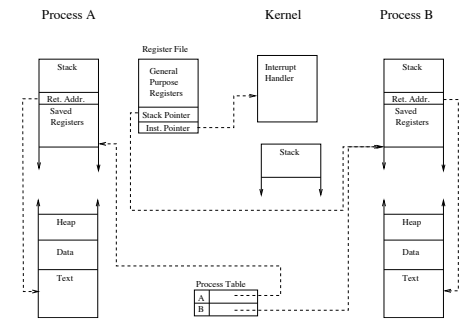 Process A
Kernel
Process B
Register File
Stack
Ret. Addr.
Saved
Registers
General
Purpose
Registers
Stack Pointer
Inst. Pointer
Interrupt
Handler
Stack
Stack
Ret. Addr.
Saved
Registers
Heap
Data
Text
Process Table
A
B
Heap
Data
Text